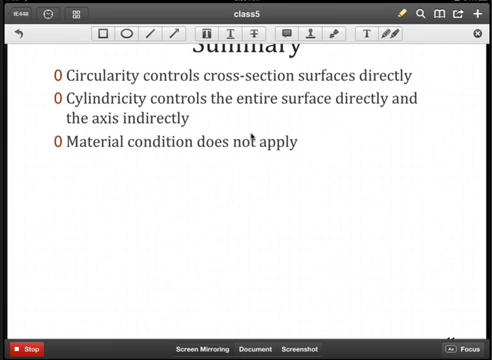 IE448
class5
T
T
T
T
Summary
0 Circularity controls cross-section surfaces directly
0 Cylindricity controls the entire surface directly and
the axis indirectly
0 Material condition does not apply
Stop
Screen Mirroring Document Screenshot
Aa Focus